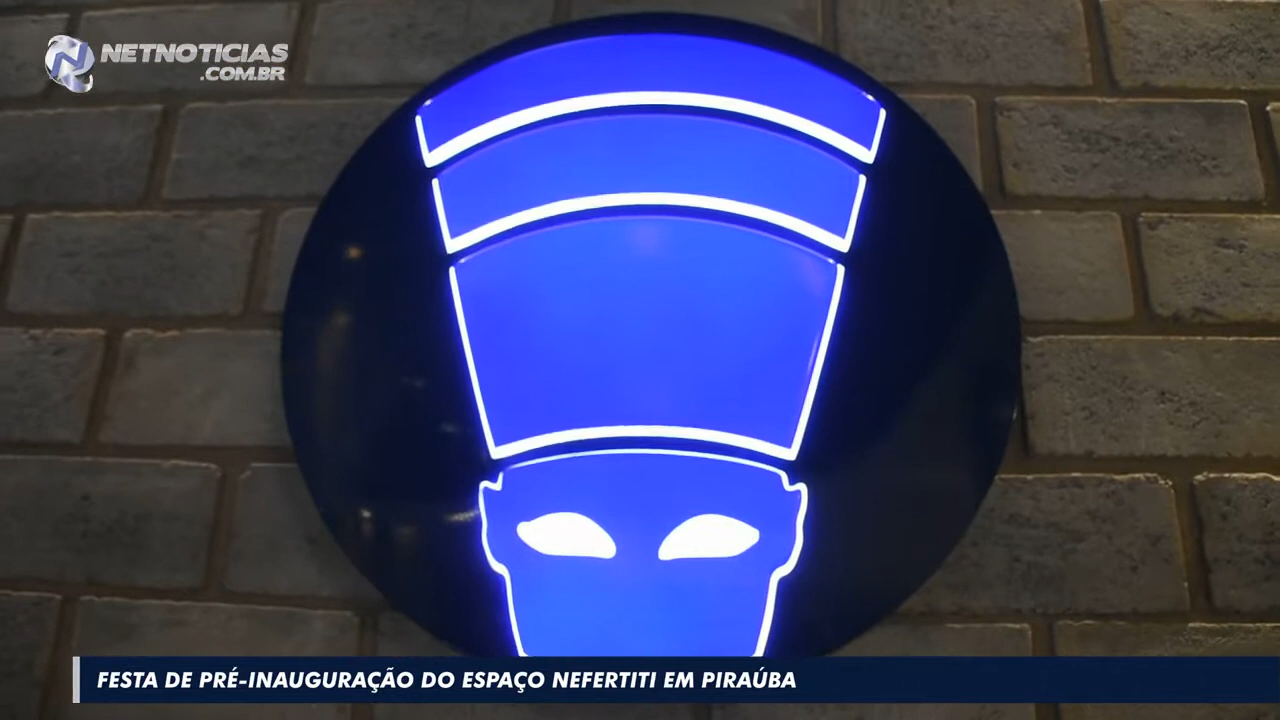 NETNOTICIAS
.COM.BR
FESTA DE PRÉ-INAUGURAÇÃO DO ESPAÇO NEFERTITI EM PIRAÚBA